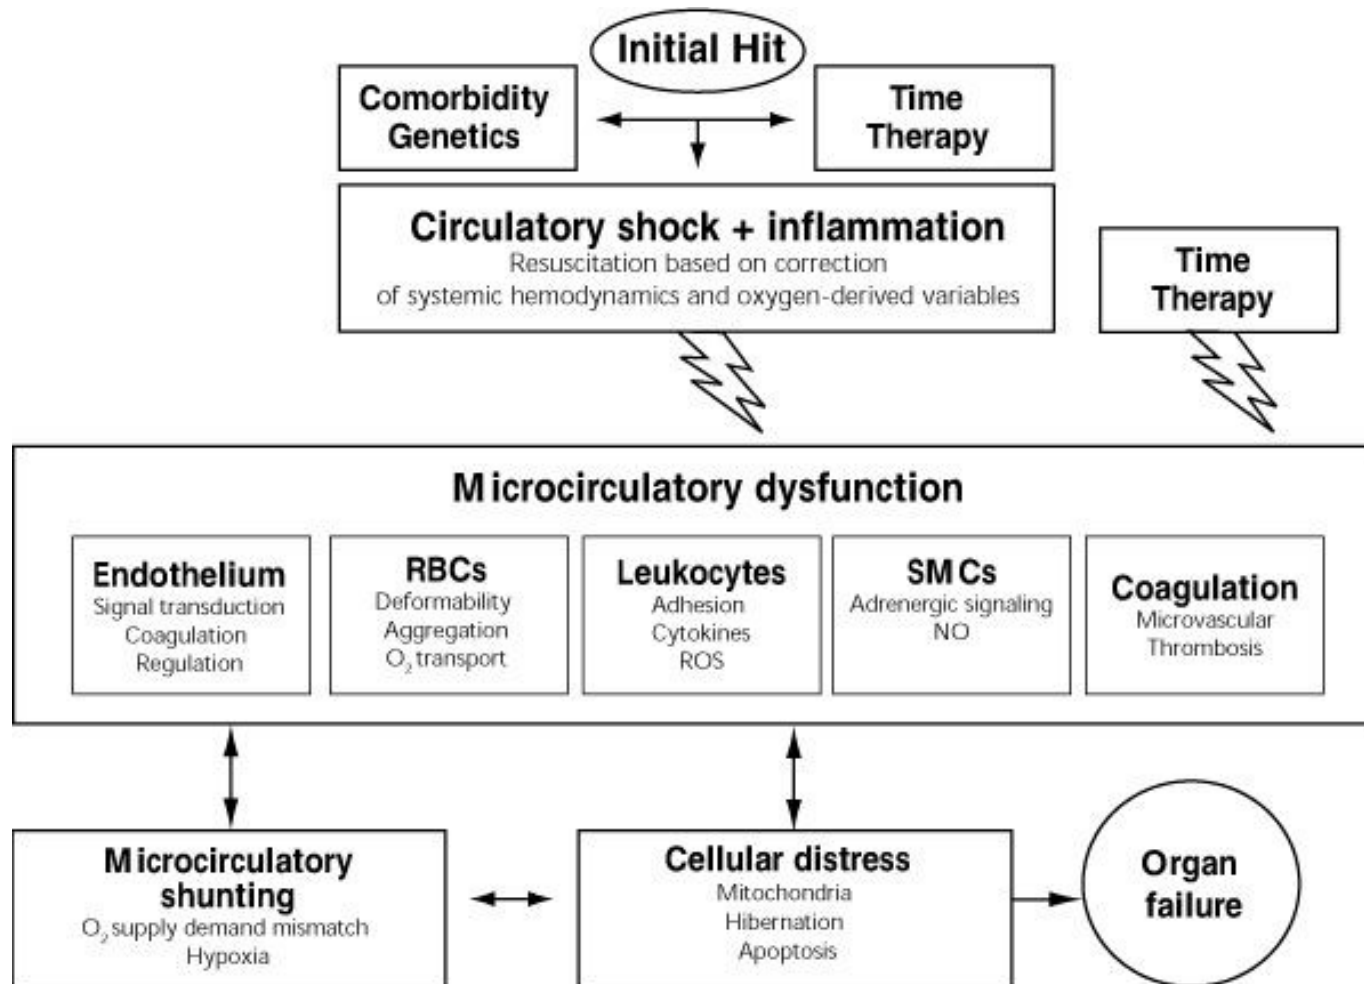 Initial Hit
Comorbidity
Genetics
Time
Therapy
Circulatory shock + inflammation
Resuscitation based on correction
of systemic hemodynamics and oxygen-derived variables
Time
Therapy
Microcirculatory dysfunction
Endothelium
Signal transduction
Coagulation
Regulation
RBCs
Deformability
Aggregation
O₂ transport
Leukocytes
Adhesion
Cytokines
ROS
SMCs
Adrenergic signaling
NO
Coagulation
Microvascular
Thrombosis
Microcirculatory
shunting
O₂ supply demand mismatch
Hypoxia
Cellular distress
Mitochondria
Hibernation
Apoptosis
Organ
failure